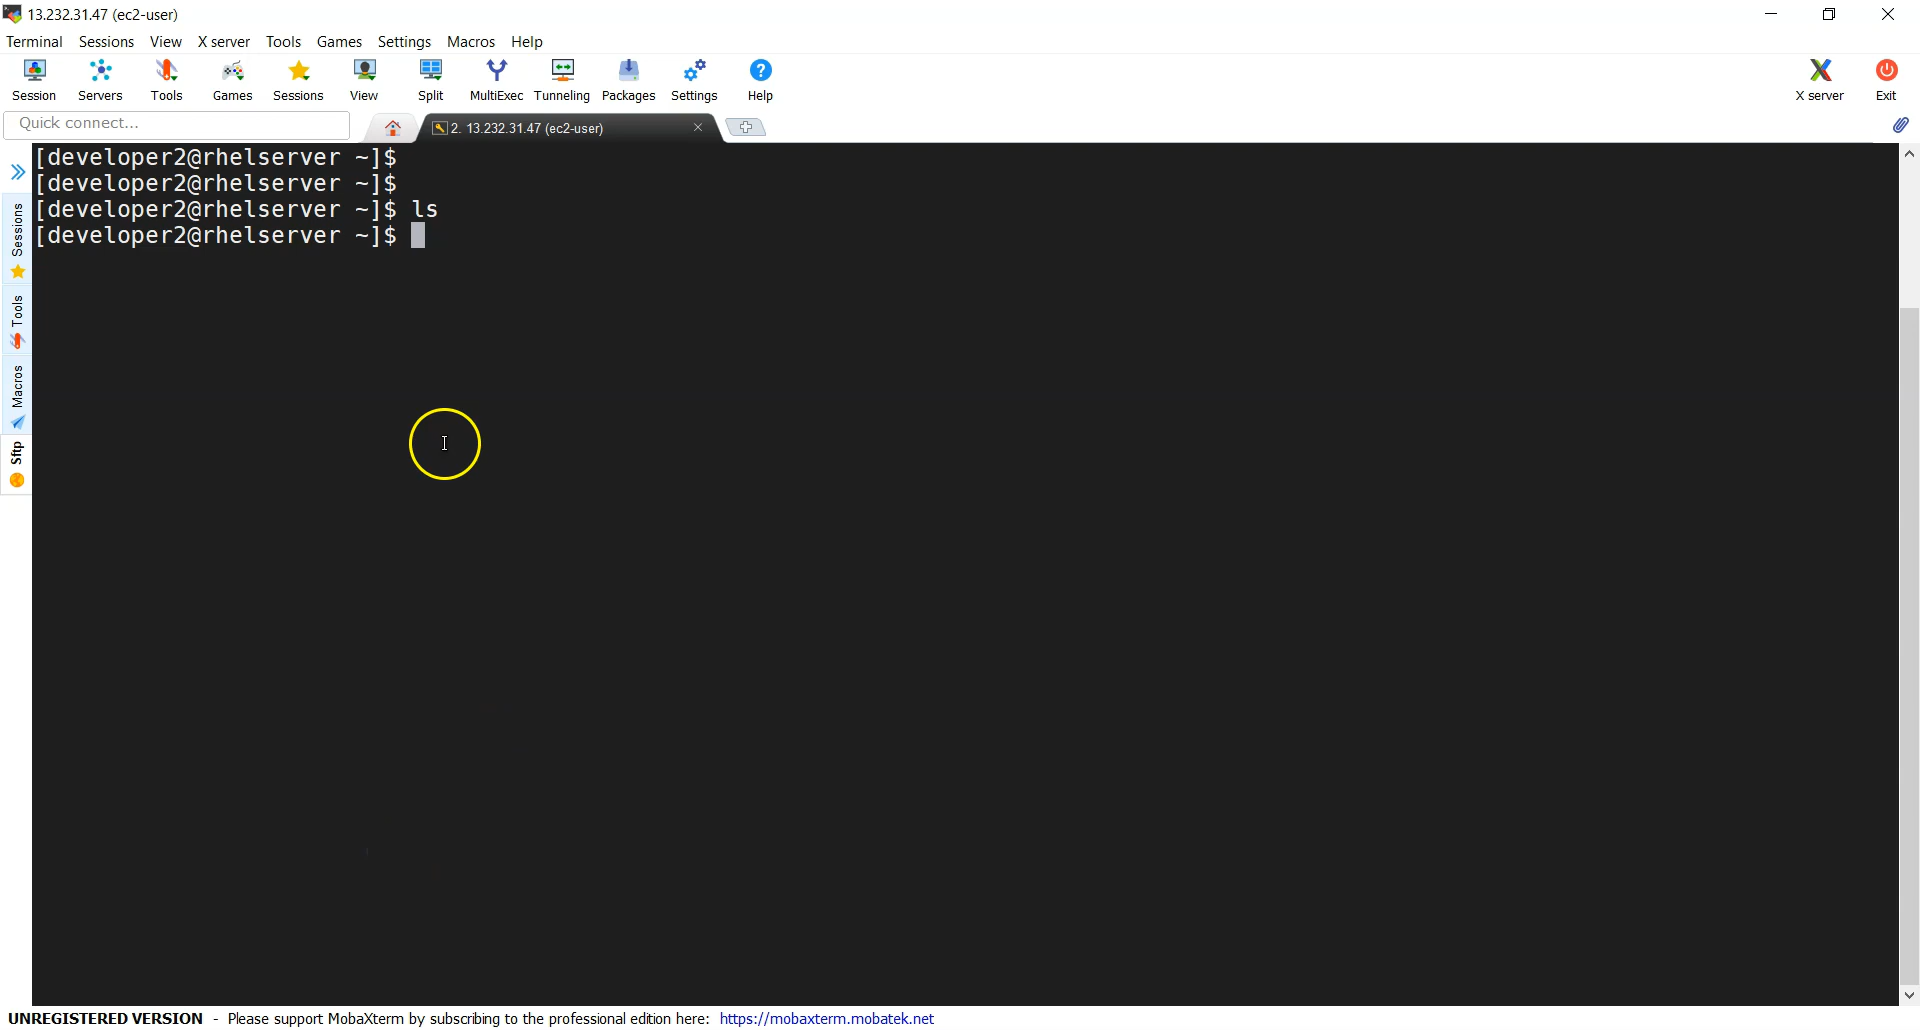 13.232.31.47 (ec2-user)
Terminal Sessions View X server Tools Games Settings Macros Help
Session Servers Tools Games Sessions View Split MultiExec Tunneling Packages Settings Help X server Exit
Quick connect...
2. 13.232.31.47 (ec2-user)
[developer2@rhelserver ~]$
[developer2@rhelserver ~]$
[developer2@rhelserver ~]$ ls
[developer2@rhelserver ~]$
Sessions
Tools
Macros
Sftp
UNREGISTERED VERSION - Please support MobaXterm by subscribing to the professional edition here: https://mobaxterm.mobatek.net